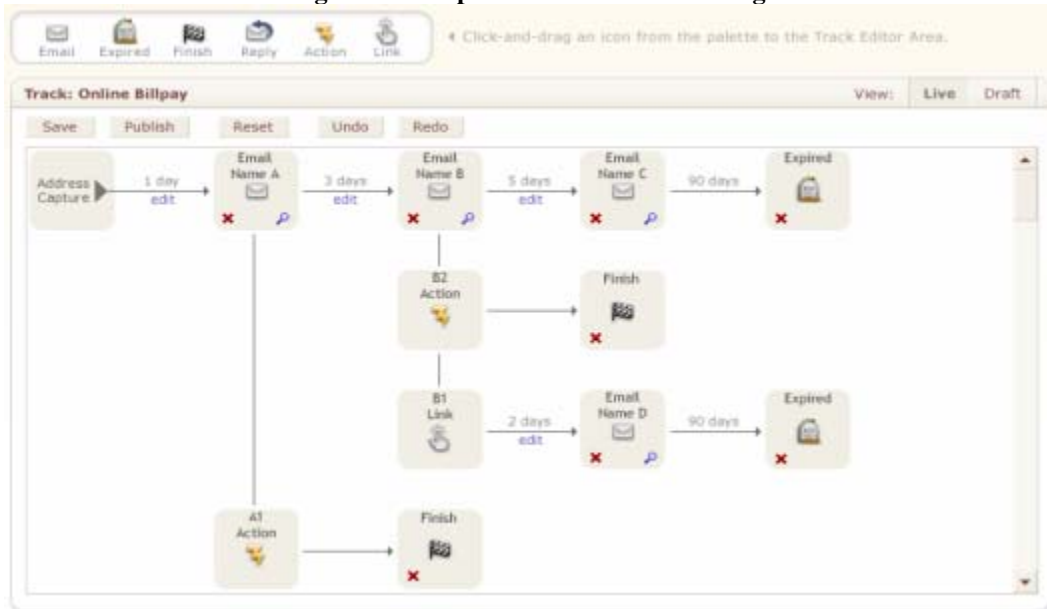 Email Expired Finish Reply Action Link
Click-and-drag an icon from the palette to the Track Editor Area.
Track: Online Billpay
View: Live Draft
Save Publish Reset Undo Redo
Address
Capture
1 day
edit
Email
Name A
3 days
edit
Email
Name B
5 days
edit
Email
Name C
90 days
Expired
B2
Action
Finish
B1
Link
2 days
edit
Email
Name D
90 days
Expired
A1
Action
Finish